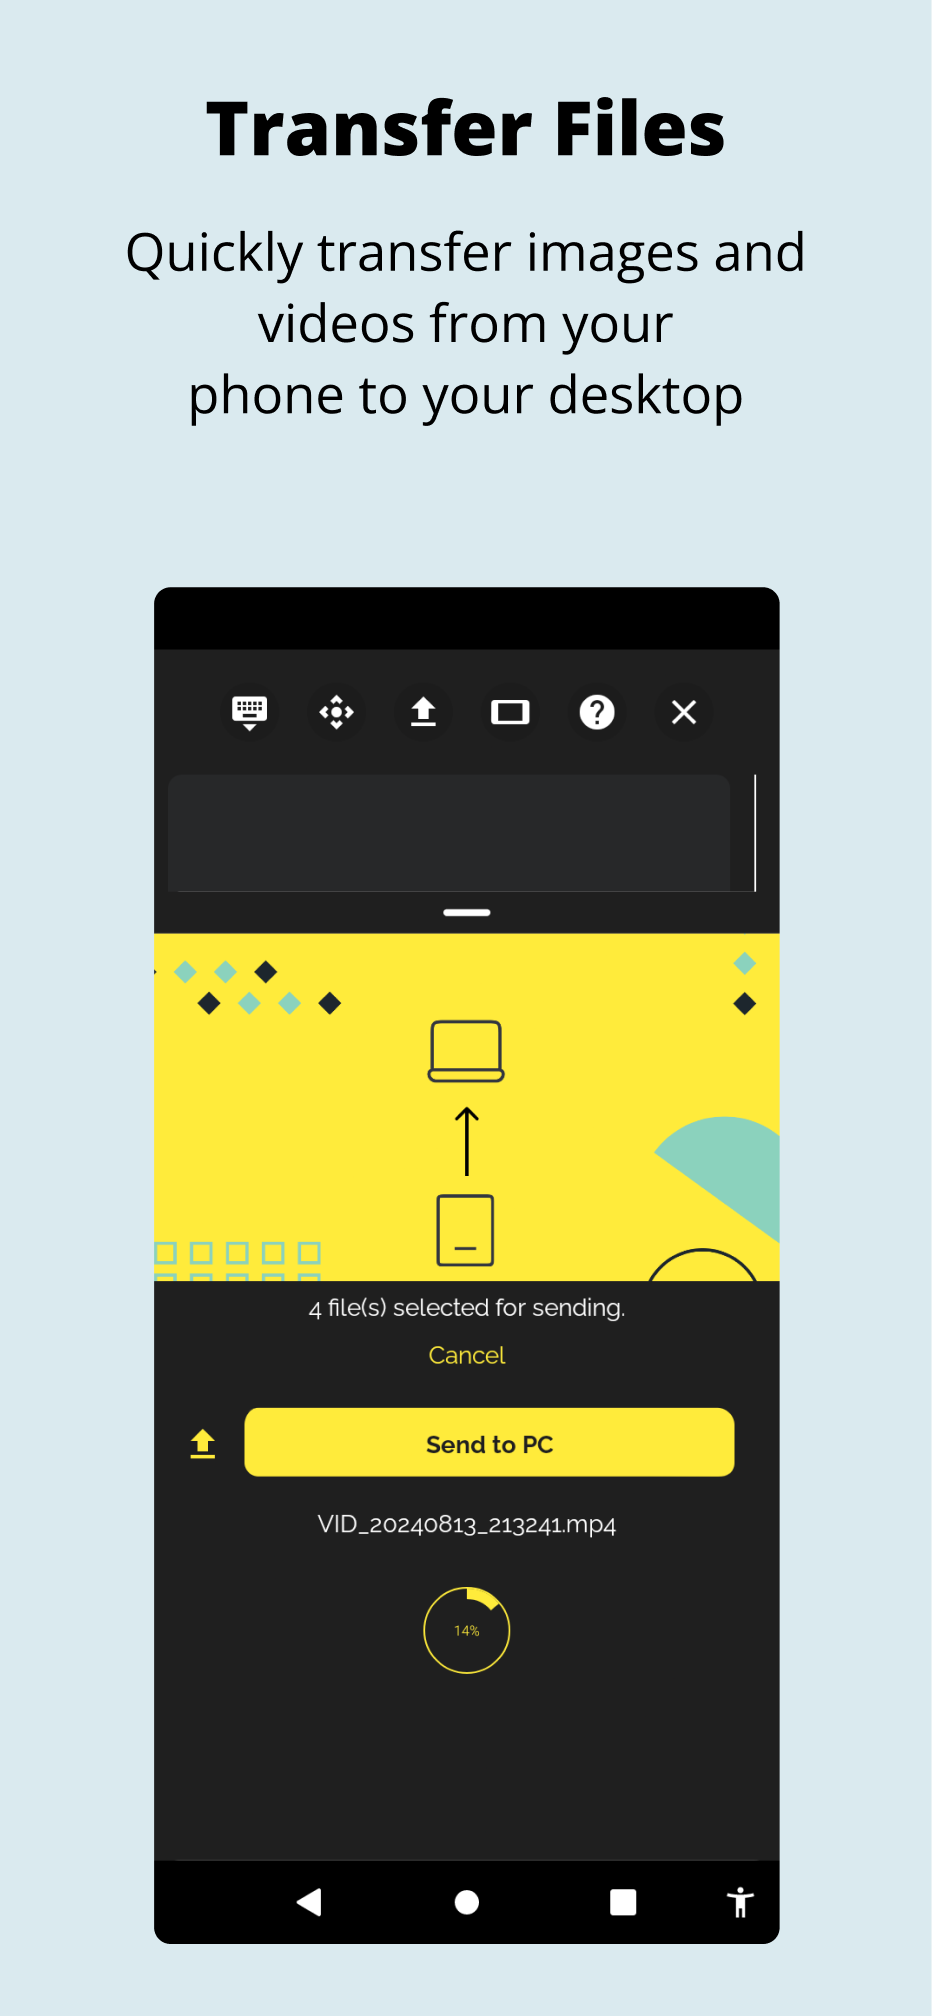 Transfer Files
Quickly transfer images and
videos from your
phone to your desktop
4 file(s) selected for sending.
Cancel
Send to PC
VID_20240813_213241.mp4
14%